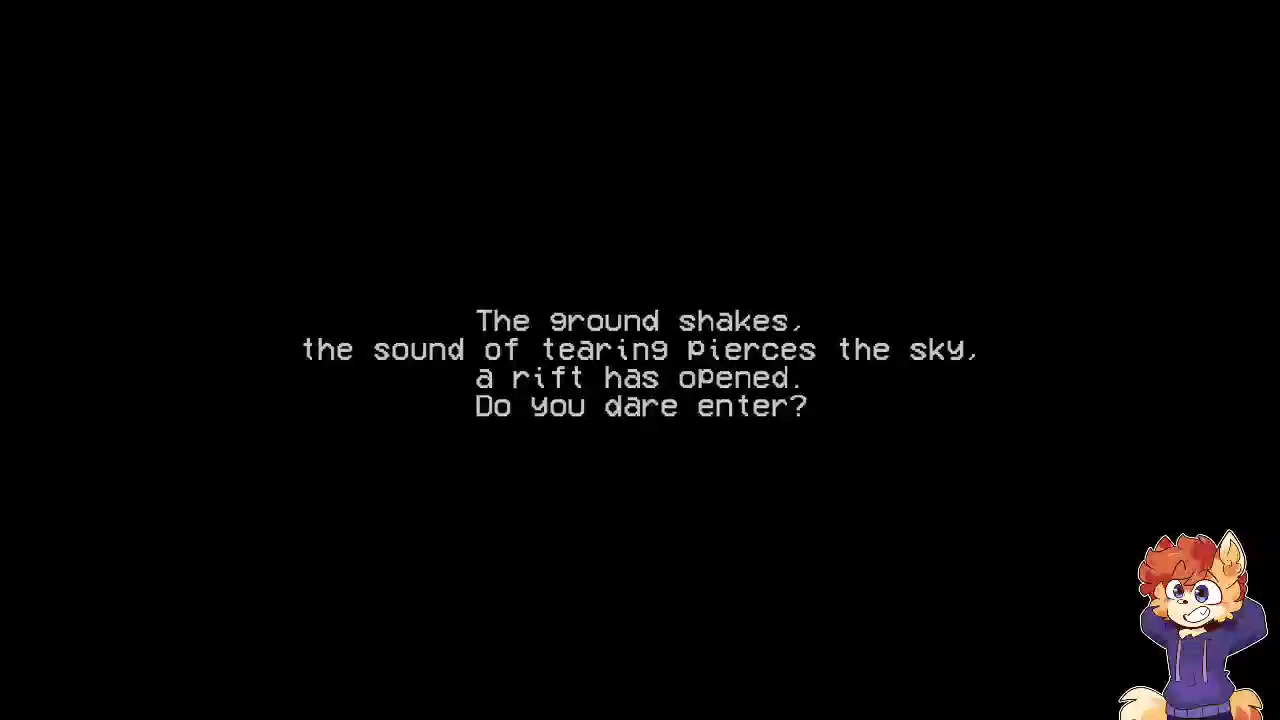 The ground shakes,
the sound of tearing pierces the sky,
a rift has opened.
Do you dare enter?